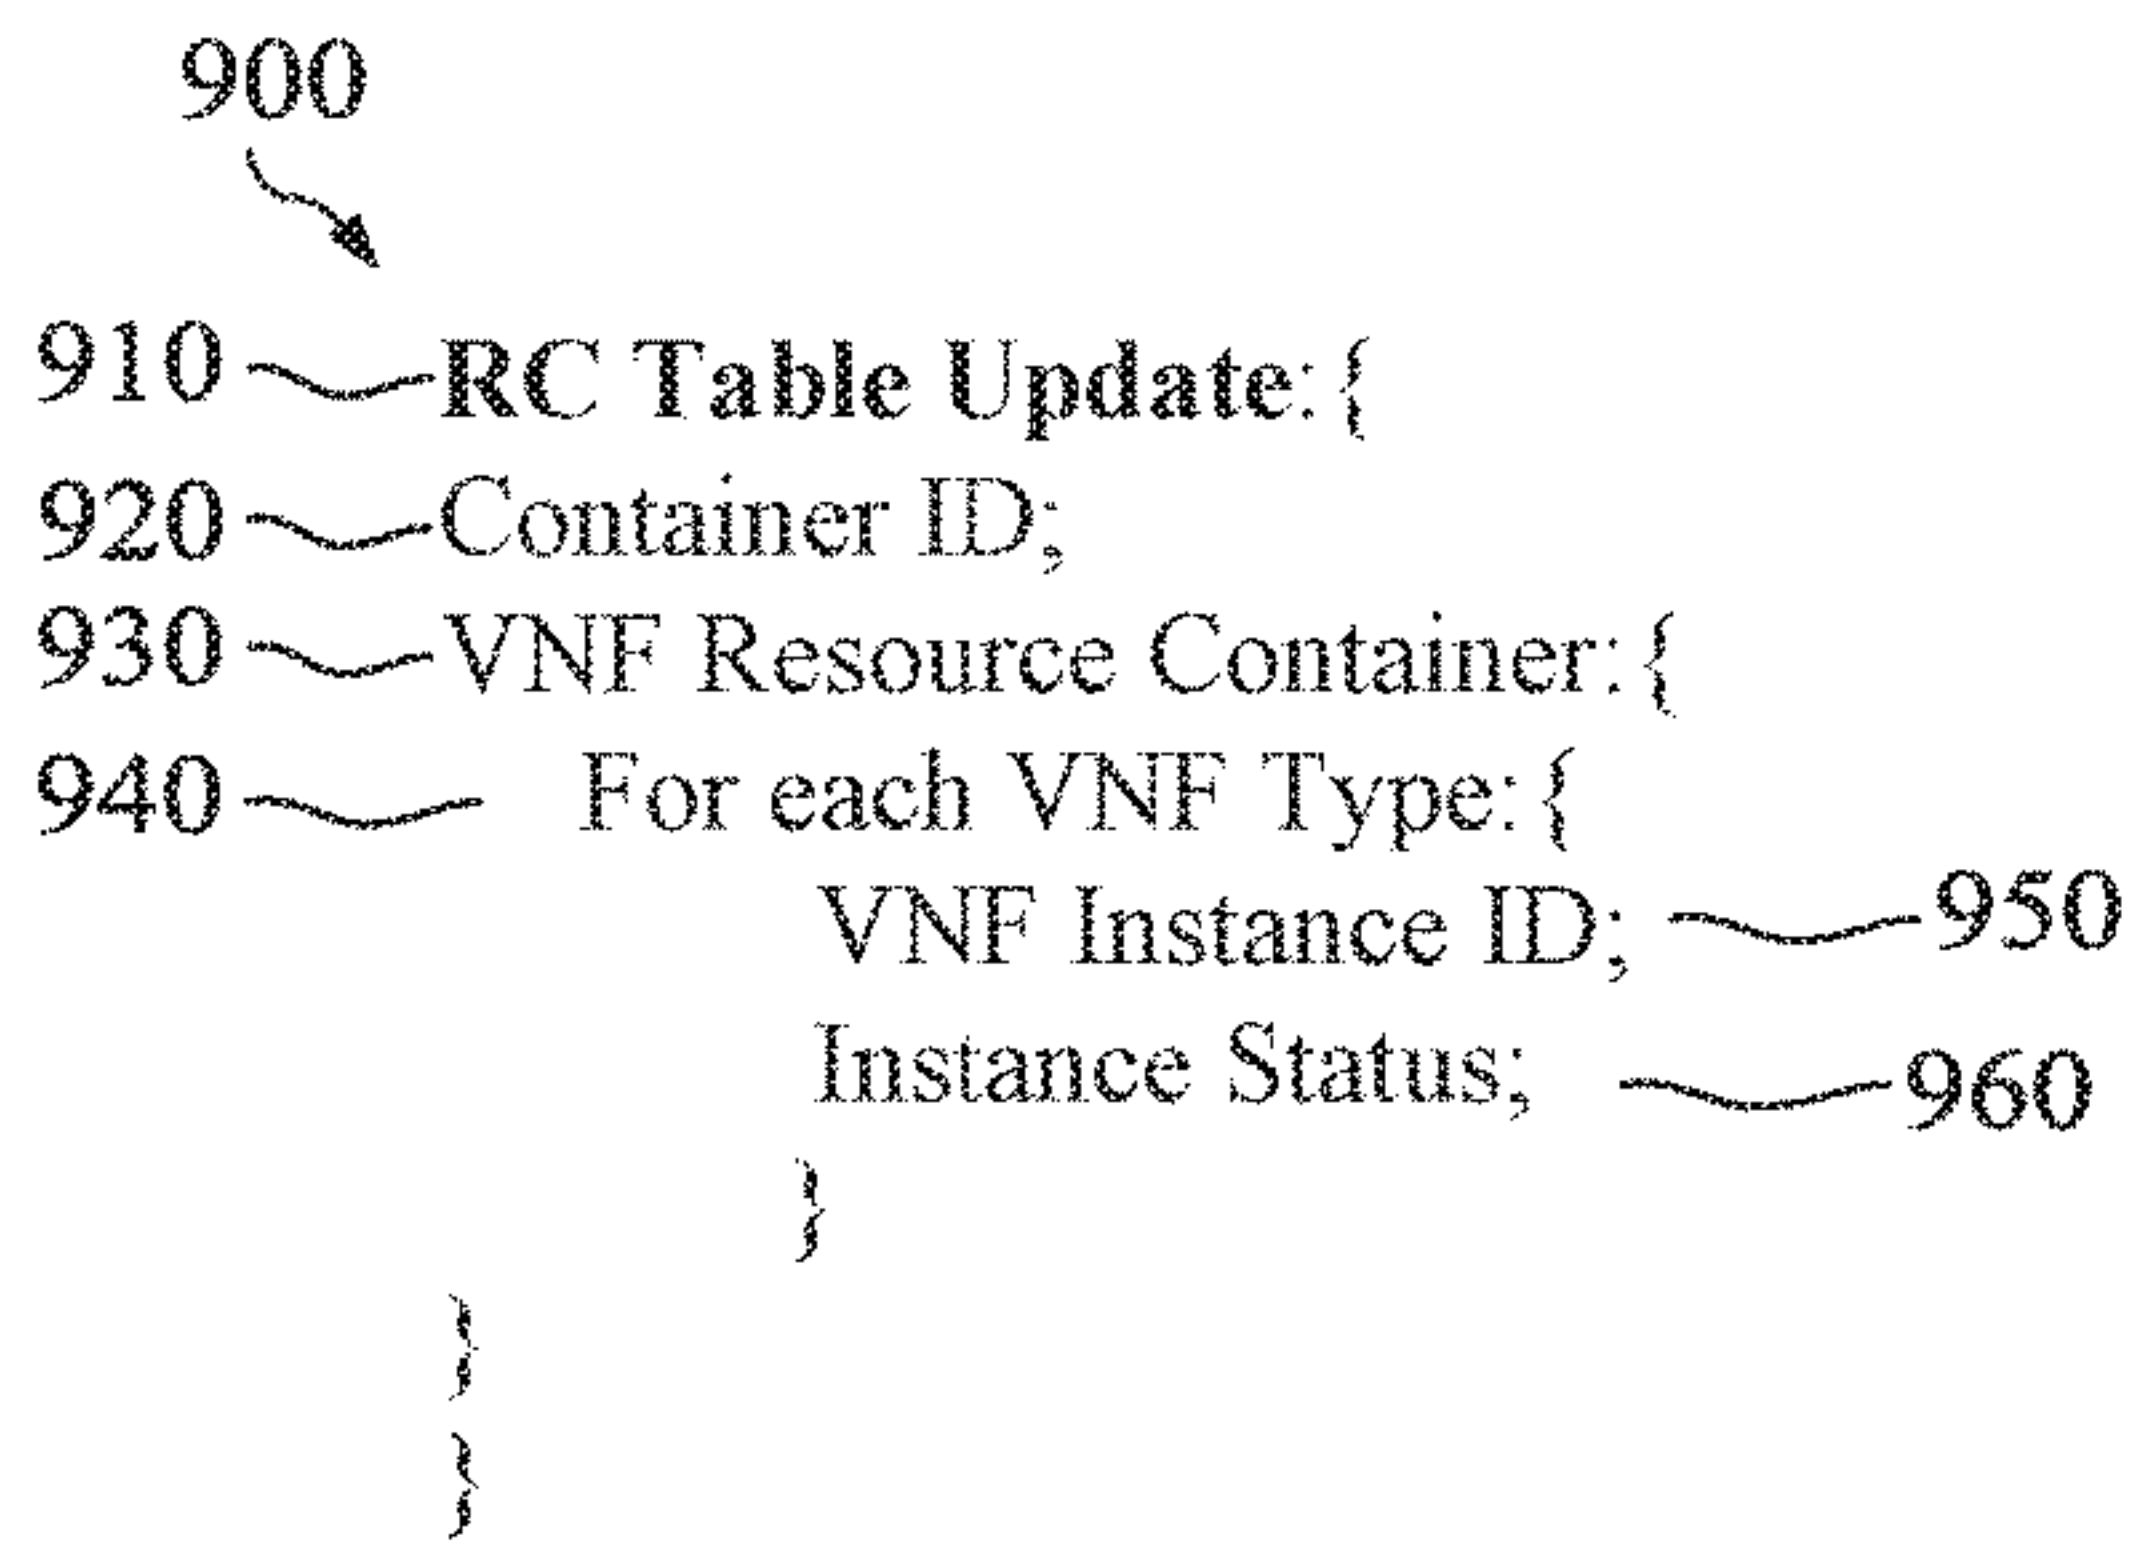 900
910 RC Table Update:{
920 Container ID;
930 VNF Resource Container:{
940 For each VNF Type:{
VNF Instance ID; 950
Instance Status; 960
}
}
}